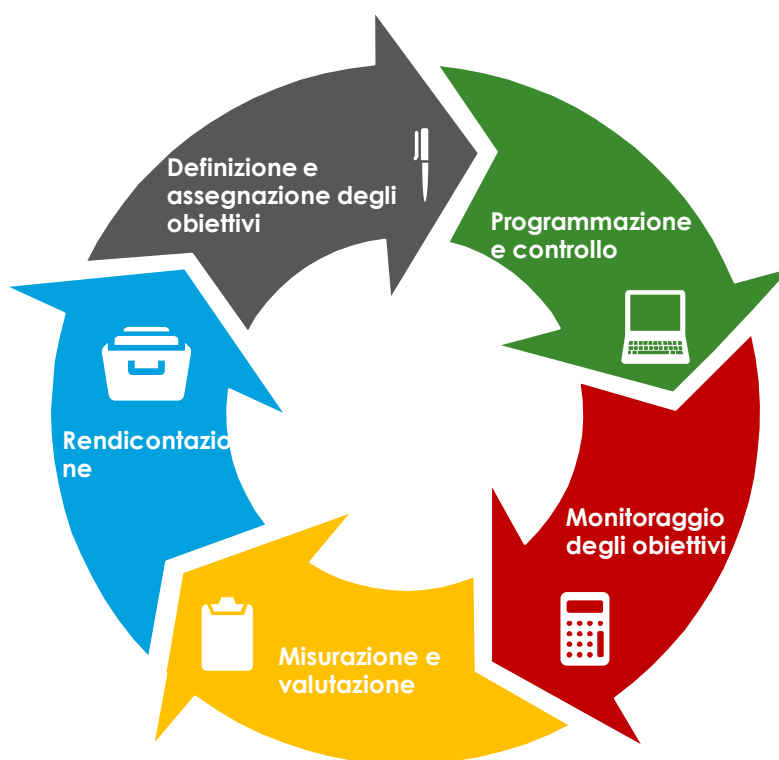 Definizione e
assegnazione degli
obiettivi
Programmazione
e controllo
Monitoraggio
degli obiettivi
Misurazione e
valutazione
Rendicontazio
ne